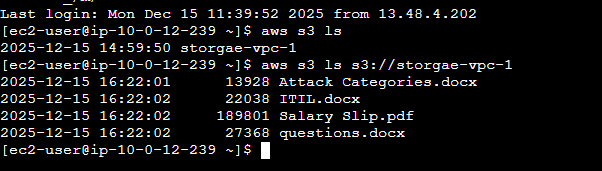 Last login: Mon Dec 15 11:39:52 2025 from 13.48.4.202
[ec2-user@ip-10-0-12-239 ~]$ aws s3 ls
2025-12-15 14:59:50 storgae-vpc-1
[ec2-user@ip-10-0-12-239 ~]$ aws s3 ls s3://storgae-vpc-1
2025-12-15 16:22:01      13928 Attack Categories.docx
2025-12-15 16:22:02      22038 ITIL.docx
2025-12-15 16:22:02     189801 Salary Slip.pdf
2025-12-15 16:22:02      27368 questions.docx
[ec2-user@ip-10-0-12-239 ~]$